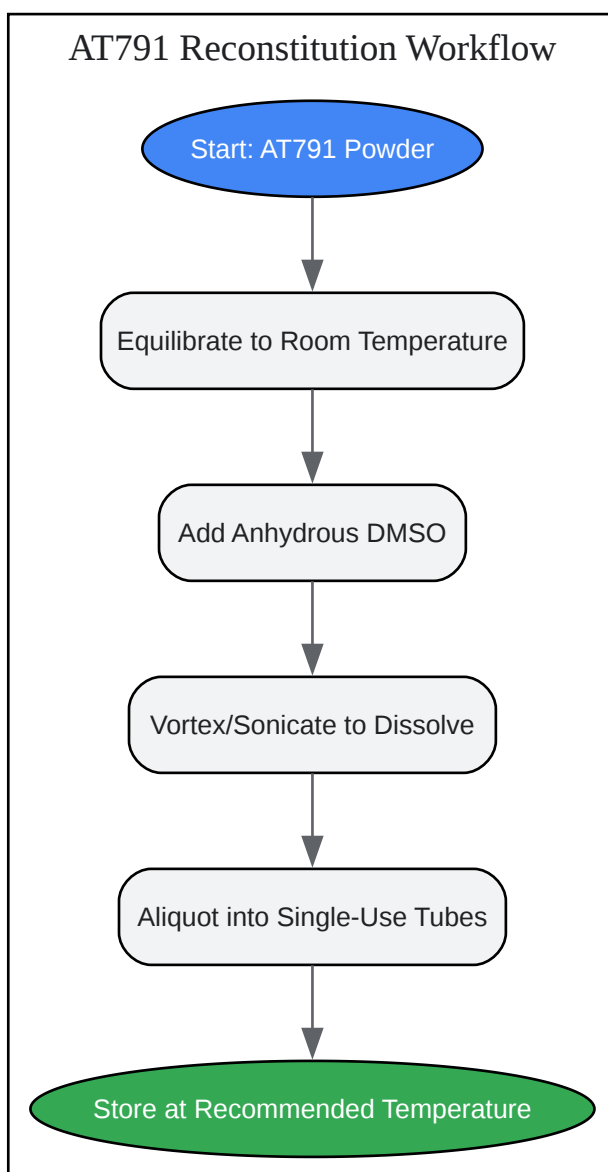 AT791 Reconstitution Workflow
Start: AT791 Powder
Equilibrate to Room Temperature
Add Anhydrous DMSO
Vortex/Sonicate to Dissolve
Aliquot into Single-Use Tubes
Store at Recommended Temperature